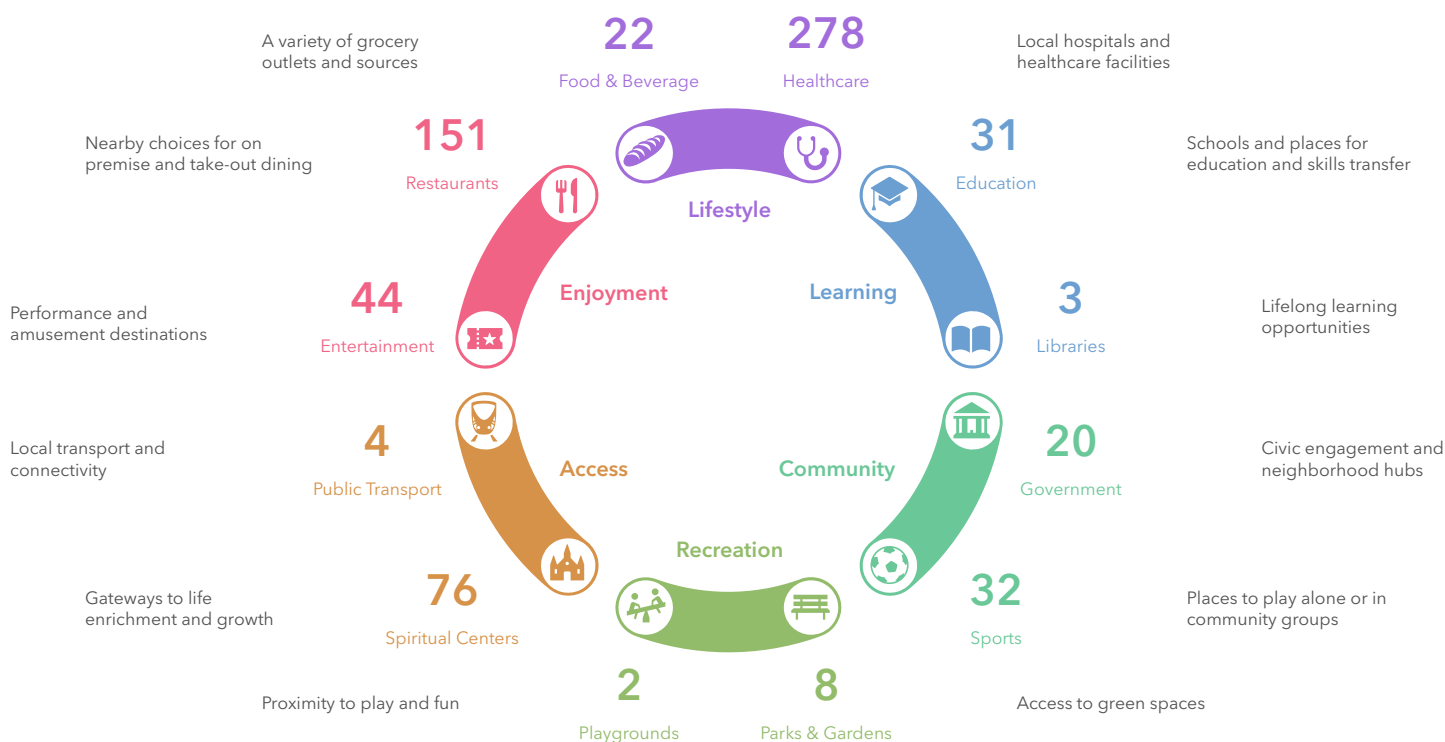 22
Food & Beverage
A variety of grocery
outlets and sources
278
Healthcare
Local hospitals and
healthcare facilities
151
Restaurants
Nearby choices for on
premise and take-out dining
31
Education
Schools and places for
education and skills transfer
Lifestyle
Enjoyment
Learning
44
Entertainment
Performance and
amusement destinations
3
Libraries
Lifelong learning
opportunities
4
Public Transport
Local transport and
connectivity
Access
Community
20
Government
Civic engagement and
neighborhood hubs
Recreation
76
Spiritual Centers
Gateways to life
enrichment and growth
32
Sports
Places to play alone or in
community groups
2
Playgrounds
Proximity to play and fun
8
Parks & Gardens
Access to green spaces